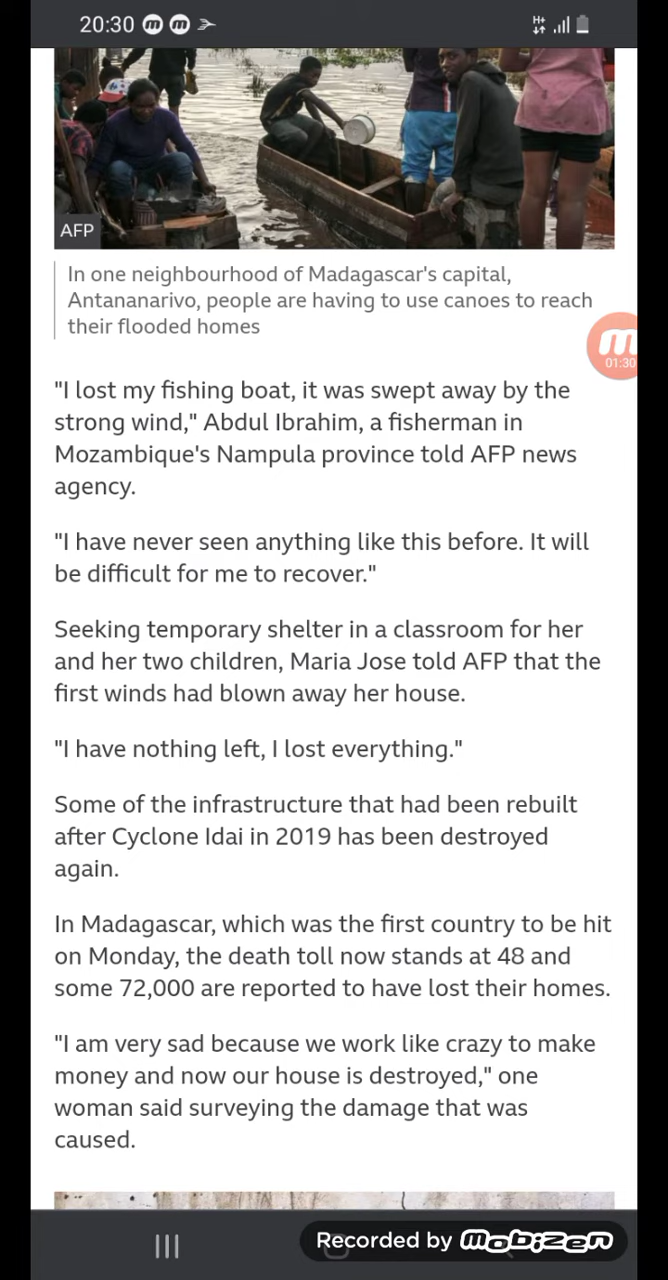 20:30
H+
AFP
In one neighbourhood of Madagascar's capital,
Antananarivo, people are having to use canoes to reach
their flooded homes
01:30
"I lost my fishing boat, it was swept away by the
strong wind," Abdul Ibrahim, a fisherman in
Mozambique's Nampula province told AFP news
agency.
"I have never seen anything like this before. It will
be difficult for me to recover."
Seeking temporary shelter in a classroom for her
and her two children, Maria Jose told AFP that the
first winds had blown away her house.
"I have nothing left, I lost everything."
Some of the infrastructure that had been rebuilt
after Cyclone Idai in 2019 has been destroyed
again.
In Madagascar, which was the first country to be hit
on Monday, the death toll now stands at 48 and
some 72,000 are reported to have lost their homes.
"I am very sad because we work like crazy to make
money and now our house is destroyed," one
woman said surveying the damage that was
caused.
Recorded by mobizen